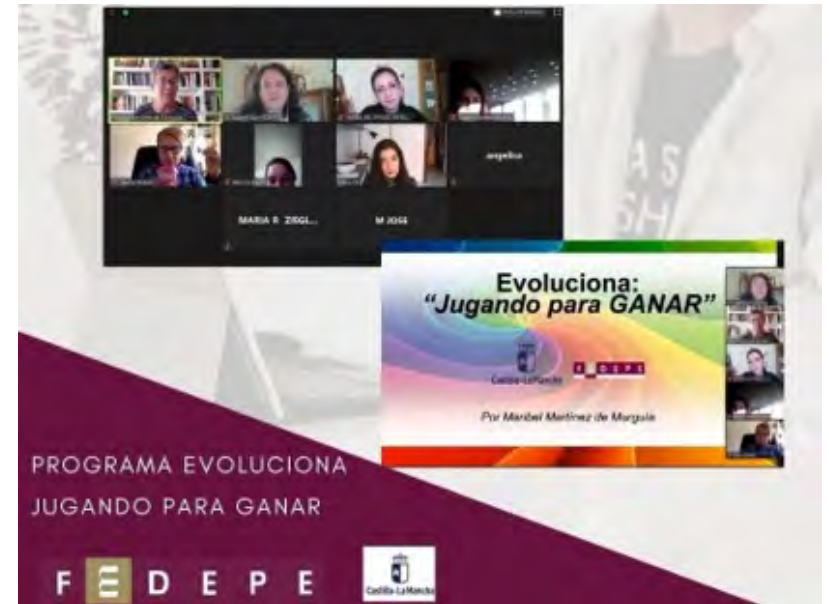 angelica
MARIA R ZIEGL...
M JOSE
Evoluciona:
“Jugando para GANAR”
Castilla-La Mancha
FEDEPE
Por Maribel Martínez de Murguía
PROGRAMA EVOLUCIONA
JUGANDO PARA GANAR
FEDEPE
Castilla-La Mancha